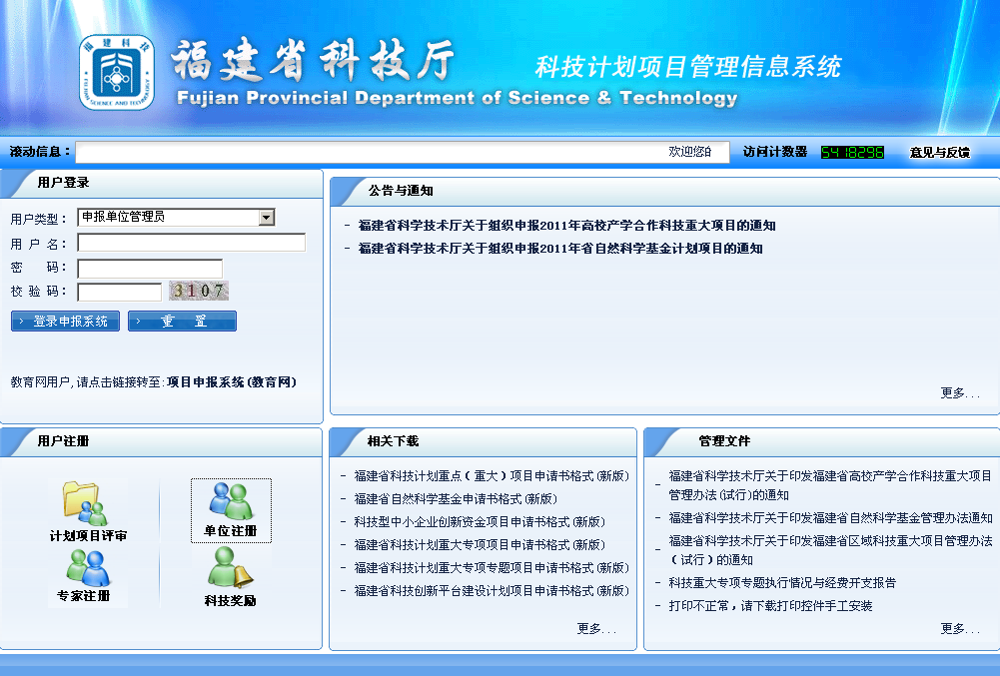 福建科技
FUJIAN SCIENCE AND TECHNOLOGY
福建省科技厅
科技计划项目管理信息系统
Fujian Provincial Department of Science & Technology
滚动信息：
欢迎您
访问计数器
5418296
意见与反馈
用户登录
用户类型：
申报单位管理员
用 户 名：
密 码：
校 验 码：
3107
登录申报系统
重 置
教育网用户,请点击链接转至:项目申报系统(教育网)
公告与通知
- 福建省科学技术厅关于组织申报2011年高校产学合作科技重大项目的通知
- 福建省科学技术厅关于组织申报2011年省自然科学基金计划项目的通知
更多...
用户注册
计划项目评审
单位注册
专家注册
科技奖励
相关下载
- 福建省科技计划重点（重大）项目申请书格式(新版)
- 福建省自然科学基金申请书格式(新版)
- 科技型中小企业创新资金项目申请书格式(新版)
- 福建省科技计划重大专项项目申请书格式(新版)
- 福建省科技计划重大专项专题项目申请书格式(新版)
- 福建省科技创新平台建设计划项目申请书格式(新版)
更多...
管理文件
- 福建省科学技术厅关于印发福建省高校产学合作科技重大项目
管理办法(试行)的通知
- 福建省科学技术厅关于印发福建省自然科学基金管理办法通知
- 福建省科学技术厅关于印发福建省区域科技重大项目管理办法
（试行）的通知
- 科技重大专项专题执行情况与经费开支报告
- 打印不正常，请下载打印控件手工安装
更多...